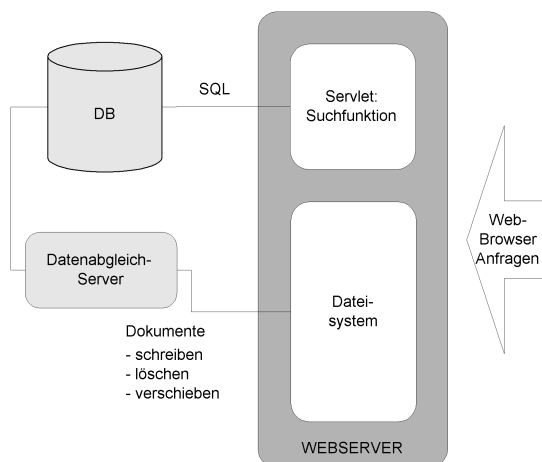 DB
SQL
Servlet:
Suchfunktion
Datenabgleich-
Server
Dokumente
- schreiben
- löschen
- verschieben
Datei-
system
WEBSERVER
Web-
Browser
Anfragen